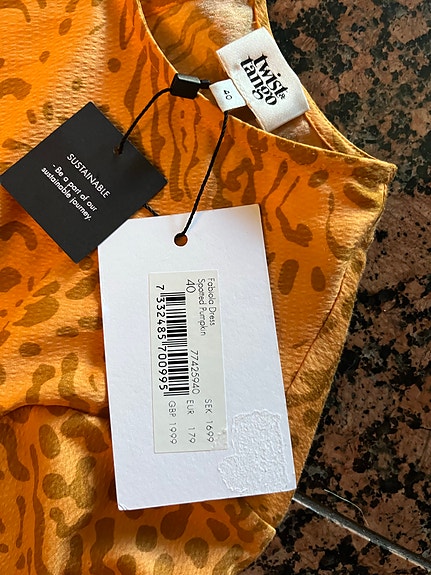 twist &
tango
40
SUSTAINABLE
- Be a part of our
sustainable journey.
Fabiola Dress
Spotted Pumpkin
40
77425940
7 332485 700995
SEK 1699
EUR 179
GBP 1999